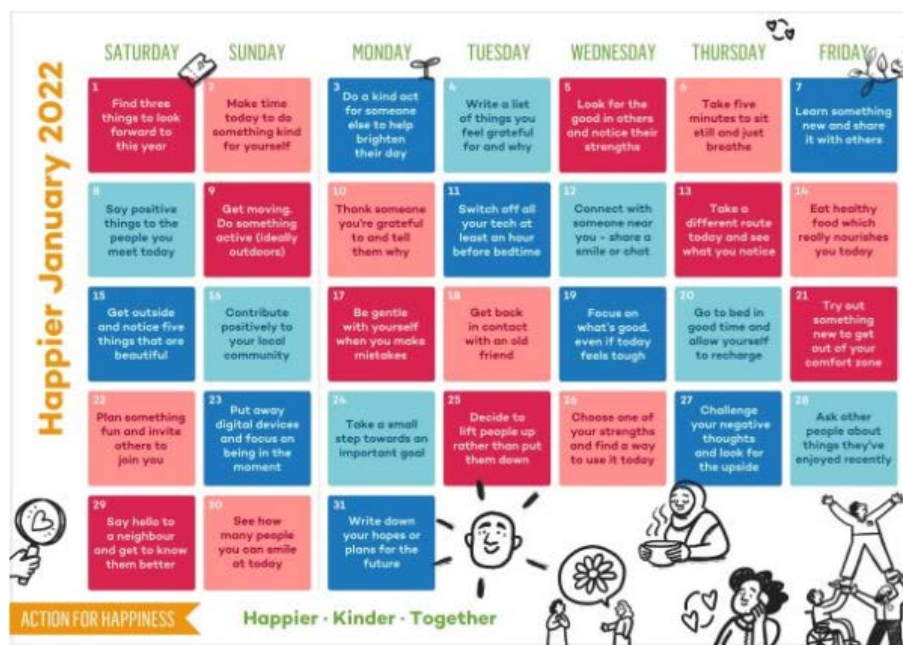 Happier January 2022
SATURDAY
SUNDAY
MONDAY
TUESDAY
WEDNESDAY
THURSDAY
FRIDAY
1
Find three
things to look
forward to
this year
2
Make time
today to do
something kind
for yourself
3
Do a kind act
for someone
else to help
brighten
their day
4
Write a list
of things you
feel grateful
for and why
5
Look for the
good in others
and notice their
strengths
6
Take five
minutes to sit
still and just
breathe
7
Learn something
new and share
it with others
8
Say positive
things to the
people you
meet today
9
Get moving.
Do something
active (ideally
outdoors)
10
Thank someone
you're grateful
to and tell
them why
11
Switch off all
your tech at
least an hour
before bedtime
12
Connect with
someone near
you - share a
smile or chat
13
Take a
different route
today and see
what you notice
14
Eat healthy
food which
really nourishes
you today
15
Get outside
and notice five
things that are
beautiful
16
Contribute
positively to
your local
community
17
Be gentle
with yourself
when you make
mistakes
18
Get back
in contact
with an old
friend
19
Focus on
what's good,
even if today
feels tough
20
Go to bed in
good time and
allow yourself
to recharge
21
Try out
something
new to get
out of your
comfort zone
22
Plan something
fun and invite
others to
join you
23
Put away
digital devices
and focus on
being in the
moment
24
Take a small
step towards an
important goal
25
Decide to
lift people up
rather than put
them down
26
Choose one of
your strengths
and find a way
to use it today
27
Challenge
your negative
thoughts and
look for
the upside
28
Ask other
people about
things they've
enjoyed recently
29
Say hello to
a neighbour
and get to know
them better
30
See how
many people
you can smile
at today
31
Write down
your hopes or
plans for the
future
ACTION FOR HAPPINESS
Happier · Kinder · Together